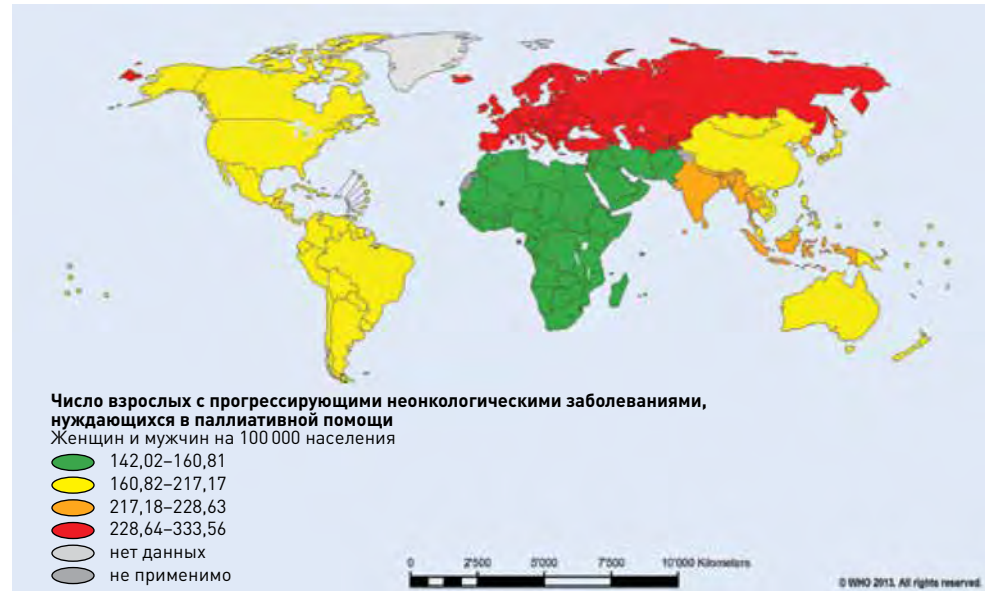 Число взрослых с прогрессирующими неонкологическими заболеваниями,
нуждающихся в паллиативной помощи
Женщин и мужчин на 100 000 населения
142,02–160,81
160,82–217,17
217,18–228,63
228,64–333,56
нет данных
не применимо
0 2'500 5'000 7'500 10'000 Kilometers
© WHO 2013. All rights reserved.